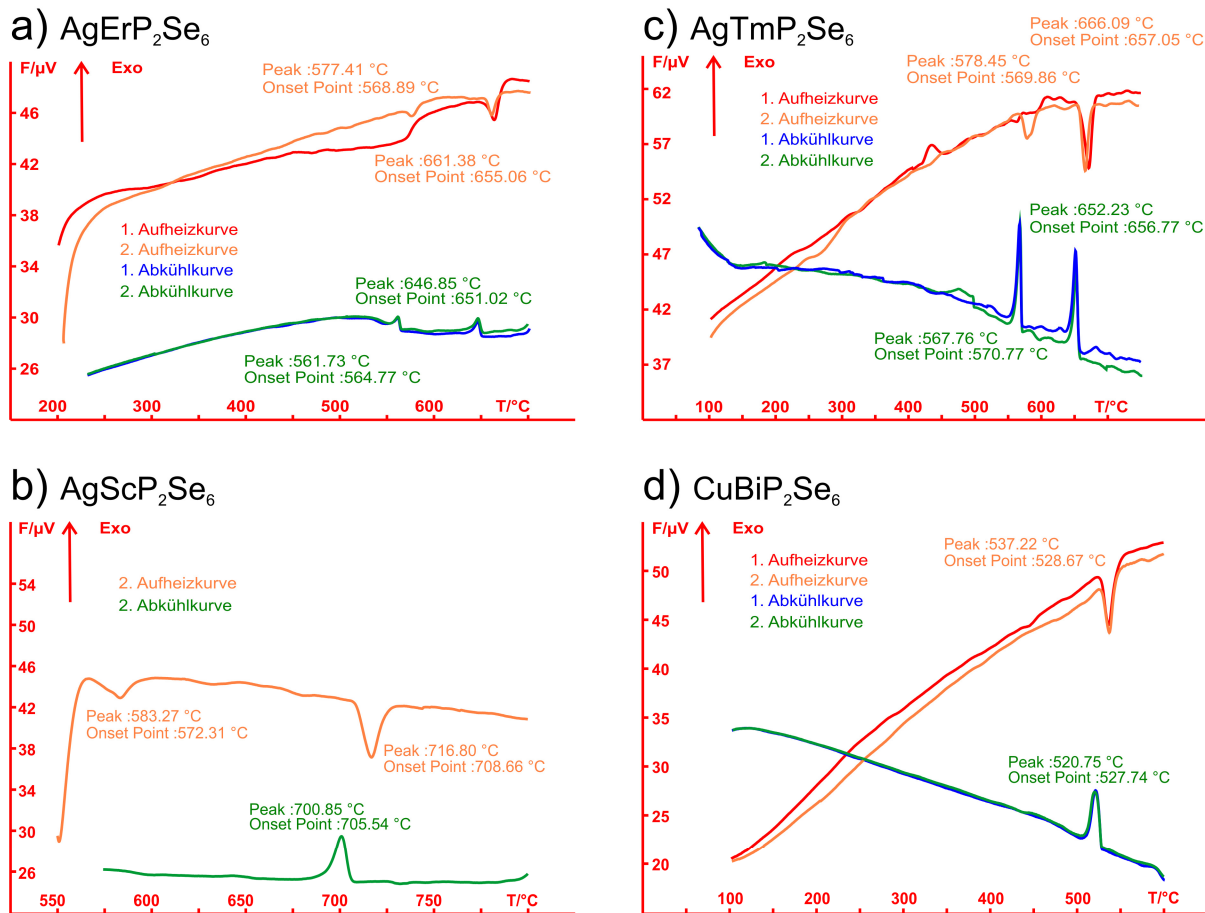 a) AgErP2Se6
F/µV
Exo
Peak :577.41 °C
Onset Point :568.89 °C
46
42
38
34
30
26
Peak :661.38 °C
Onset Point :655.06 °C
1. Aufheizkurve
2. Aufheizkurve
1. Abkühlkurve
2. Abkühlkurve
Peak :646.85 °C
Onset Point :651.02 °C
Peak :561.73 °C
Onset Point :564.77 °C
200 300 400 500 600 T/°C
c) AgTmP2Se6
Peak :666.09 °C
Onset Point :657.05 °C
F/µV
Exo
Peak :578.45 °C
Onset Point :569.86 °C
62
57
52
47
42
37
1. Aufheizkurve
2. Aufheizkurve
1. Abkühlkurve
2. Abkühlkurve
Peak :652.23 °C
Onset Point :656.77 °C
Peak :567.76 °C
Onset Point :570.77 °C
100 200 300 400 500 600 T/°C
b) AgScP2Se6
F/µV
Exo
54
46
42
38
34
30
26
2. Aufheizkurve
2. Abkühlkurve
Peak :583.27 °C
Onset Point :572.31 °C
Peak :716.80 °C
Onset Point :708.66 °C
Peak :700.85 °C
Onset Point :705.54 °C
550 600 650 700 750 T/°C
d) CuBiP2Se6
F/µV
Exo
Peak :537.22 °C
Onset Point :528.67 °C
50
45
40
35
30
25
20
1. Aufheizkurve
2. Aufheizkurve
1. Abkühlkurve
2. Abkühlkurve
Peak :520.75 °C
Onset Point :527.74 °C
100 200 300 400 500 T/°C